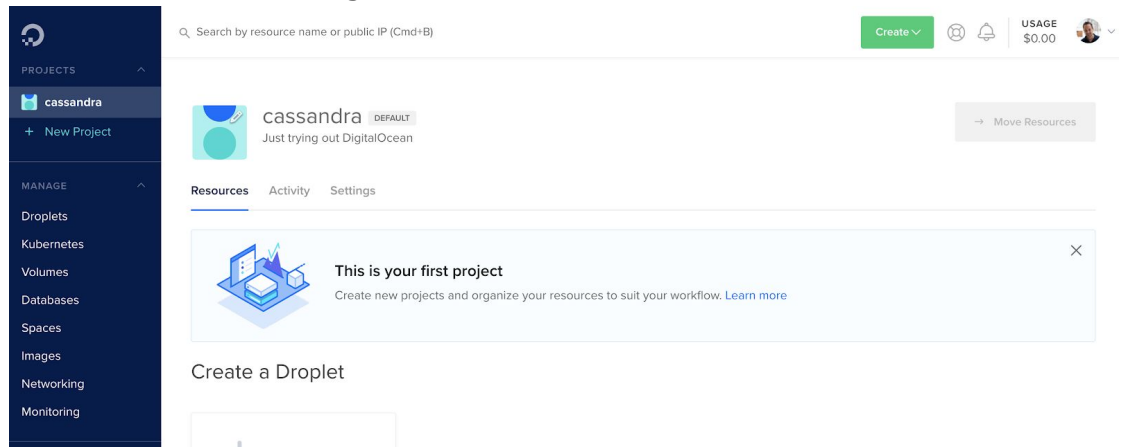 Search by resource name or public IP (Cmd+B)
Create
USAGE
$0.00
PROJECTS
cassandra
+ New Project
MANAGE
Droplets
Kubernetes
Volumes
Databases
Spaces
Images
Networking
Monitoring
cassandra DEFAULT
Just trying out DigitalOcean
→ Move Resources
Resources Activity Settings
This is your first project
Create new projects and organize your resources to suit your workflow. Learn more
Create a Droplet